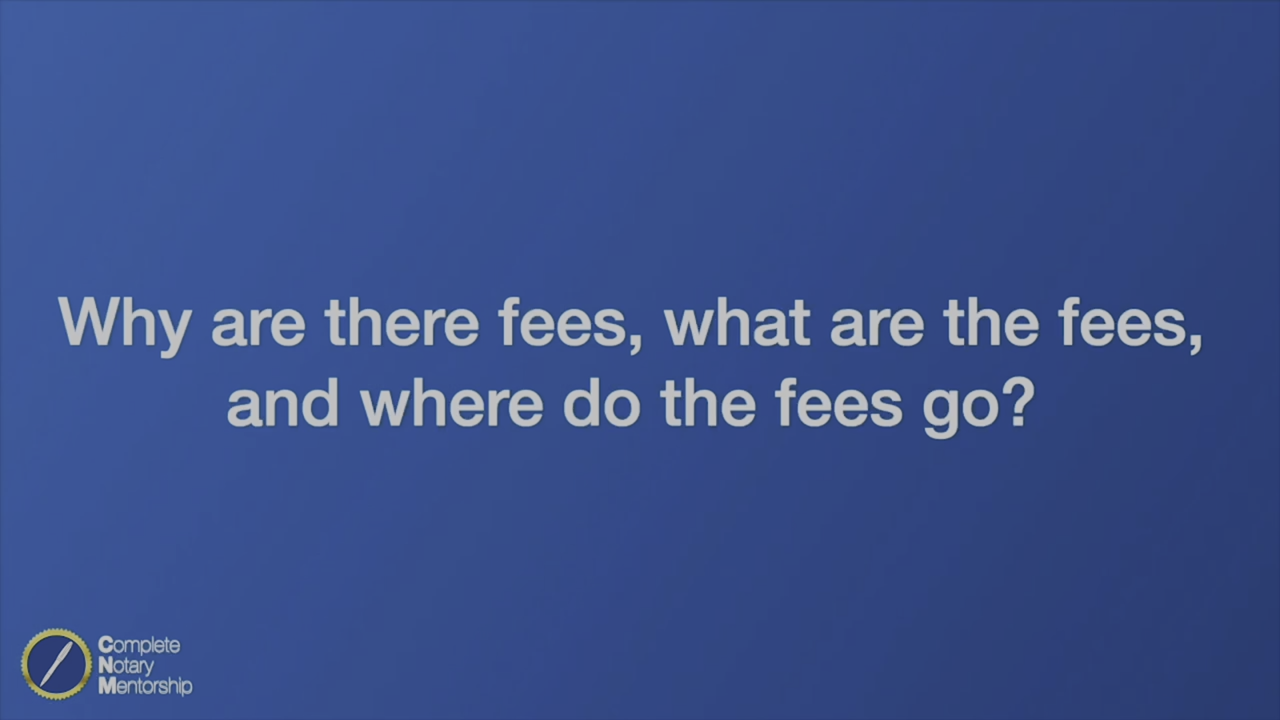 Why are there fees, what are the fees,
and where do the fees go?
Complete
Notary
Mentorship